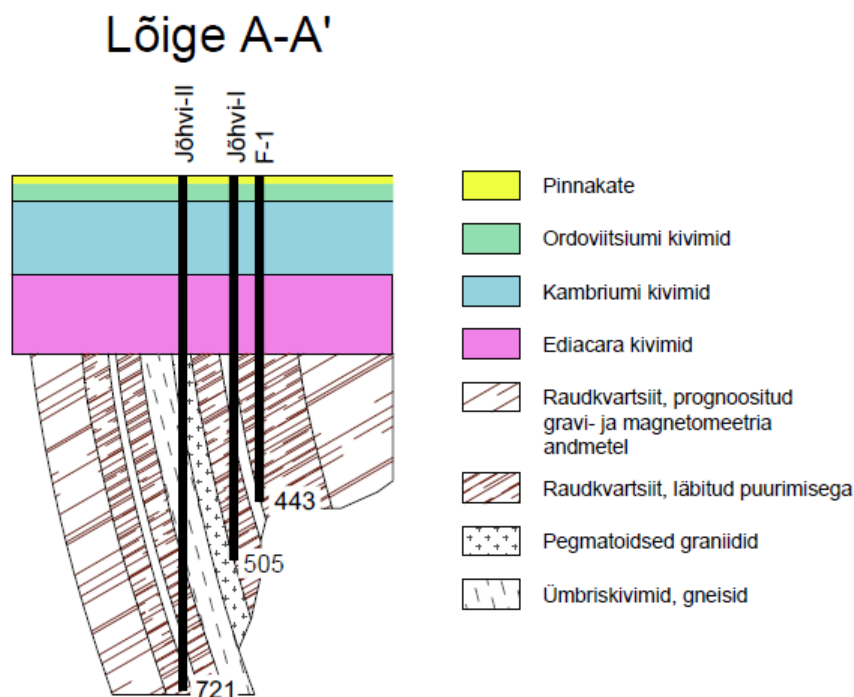 Lõige A-A'
Jõhvi-II
Jõhvi-I
F-1
443
505
721
Pinnakate
Ordoviitsiumi kivimid
Kambriumi kivimid
Ediacara kivimid
Raudkvartsiit, prognoositud
gravi- ja magnetomeetria
andmetel
Raudkvartsiit, läbitud puurimisega
Pegmatoidsed graniidid
Ümbriskivimid, gneisid